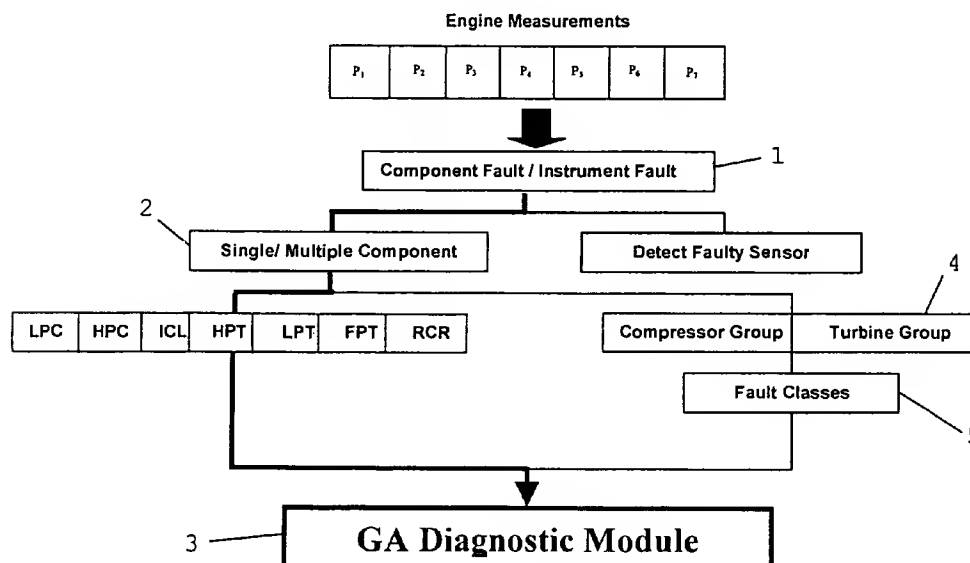 Engine Measurements
P1 P2 P3 P4 P5 P6 P7
Component Fault / Instrument Fault
1
2
Single/ Multiple Component
Detect Faulty Sensor
4
LPC HPC ICL HPT LPT FPT RCR
Compressor Group Turbine Group
Fault Classes
5
3
GA Diagnostic Module